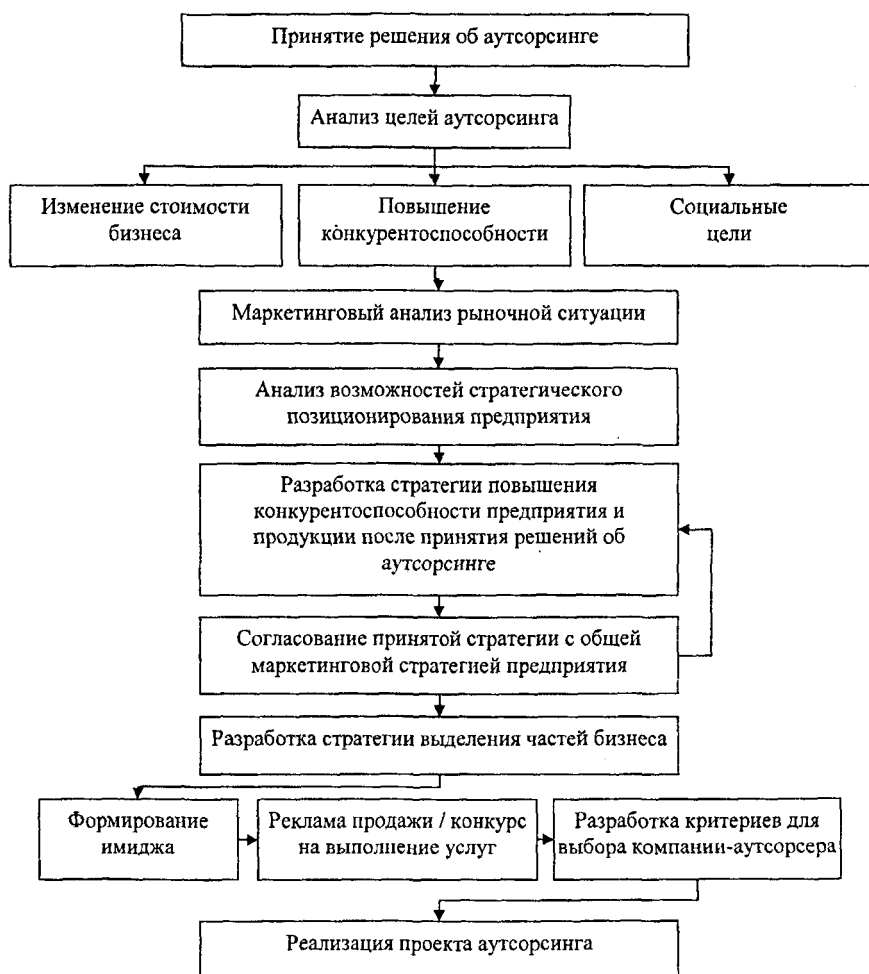 Принятие решения об аутсорсинге
Анализ целей аутсорсинга
Изменение стоимости
бизнеса
Повышение
конкурентоспособности
Социальные
цели
Маркетинговый анализ рыночной ситуации
Анализ возможностей стратегического
позиционирования предприятия
Разработка стратегии повышения
конкурентоспособности предприятия и
продукции после принятия решений об
аутсорсинге
Согласование принятой стратегии с общей
маркетинговой стратегией предприятия
Разработка стратегии выделения частей бизнеса
Формирование
имиджа
Реклама продажи / конкурс
на выполнение услуг
Разработка критериев для
выбора компании-аутсорсера
Реализация проекта аутсорсинга